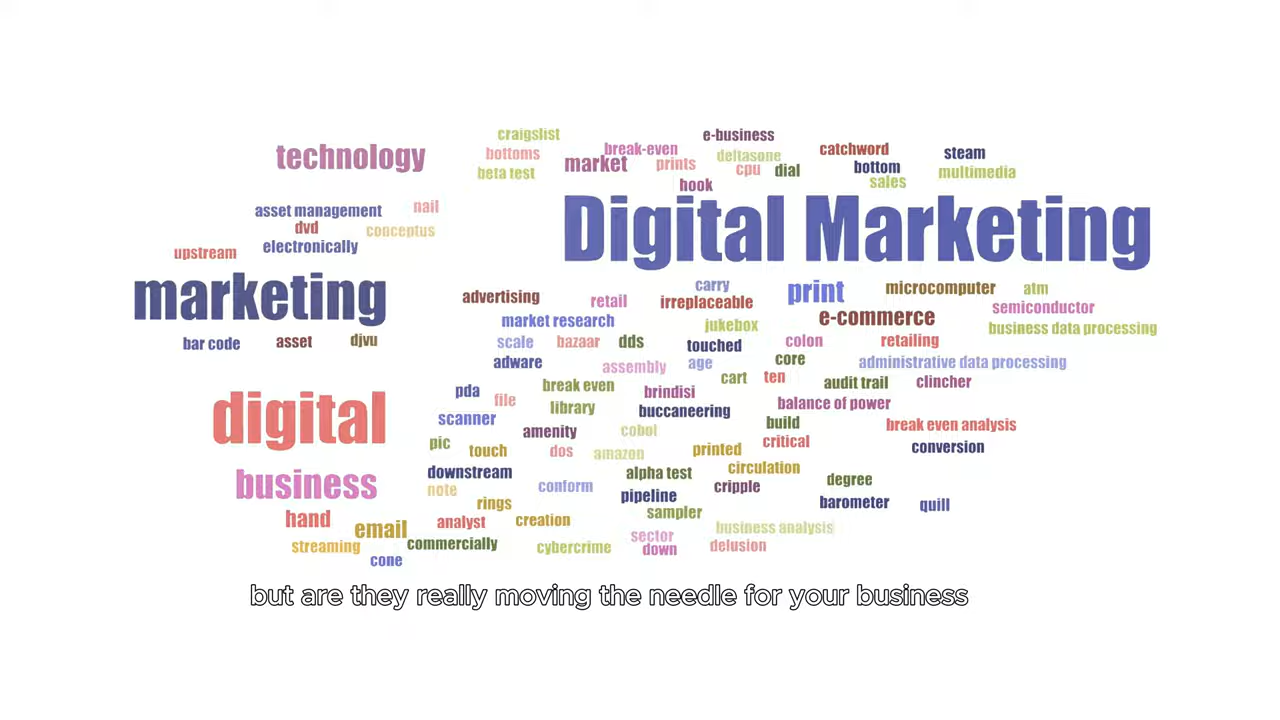 craigslist
e-business
technology
bottoms
break-even
market
prints
deltasone
catchword
steam
beta test
cpu
dial
bottom
multimedia
hook
sales
asset management
nail
Digital Marketing
dvd
conceptus
upstream
electronically
marketing
advertising
retail
carry
irreplaceable
print
microcomputer
atm
market research
jukebox
e-commerce
semiconductor
business data processing
bar code
asset
djvu
scale
bazaar
dds
touched
colon
retailing
adware
assembly
age
core
administrative data processing
cart
ten
audit trail
clincher
pda
file
break even
brindisi
balance of power
digital
scanner
library
buccaneering
build
break even analysis
pic
touch
amenity
dos
cobol
amazon
printed
critical
conversion
business
downstream
note
conform
alpha test
circulation
cripple
degree
rings
pipeline
sampler
barometer
quill
hand
email
analyst
creation
business analysis
streaming
commercially
cybercrime
sector
down
delusion
cone
but are they really moving the needle for your business